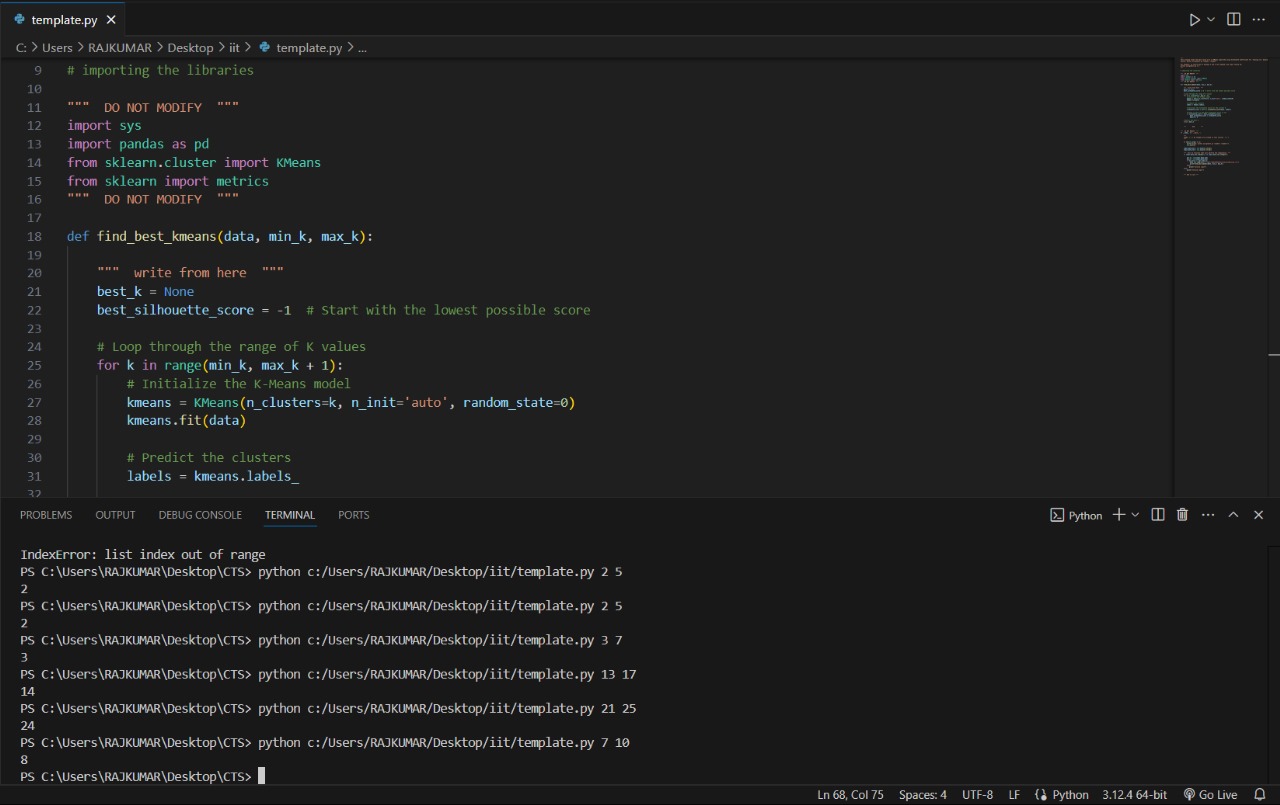 template.py
C: > Users > RAJKUMAR > Desktop > iit > template.py > ...
9 # importing the libraries
10
11 """  DO NOT MODIFY  """
12 import sys
13 import pandas as pd
14 from sklearn.cluster import KMeans
15 from sklearn import metrics
16 """  DO NOT MODIFY  """
17
18 def find_best_kmeans(data, min_k, max_k):
19
20     """  write from here  """
21     best_k = None
22     best_silhouette_score = -1  # Start with the lowest possible score
23
24     # Loop through the range of K values
25     for k in range(min_k, max_k + 1):
26         # Initialize the K-Means model
27         kmeans = KMeans(n_clusters=k, n_init='auto', random_state=0)
28         kmeans.fit(data)
29
30         # Predict the clusters
31         labels = kmeans.labels_
32
PROBLEMS OUTPUT DEBUG CONSOLE TERMINAL PORTS Python
IndexError: list index out of range
PS C:\Users\RAJKUMAR\Desktop\CTS> python c:/Users/RAJKUMAR/Desktop/iit/template.py 2 5
2
PS C:\Users\RAJKUMAR\Desktop\CTS> python c:/Users/RAJKUMAR/Desktop/iit/template.py 2 5
2
PS C:\Users\RAJKUMAR\Desktop\CTS> python c:/Users/RAJKUMAR/Desktop/iit/template.py 3 7
3
PS C:\Users\RAJKUMAR\Desktop\CTS> python c:/Users/RAJKUMAR/Desktop/iit/template.py 13 17
14
PS C:\Users\RAJKUMAR\Desktop\CTS> python c:/Users/RAJKUMAR/Desktop/iit/template.py 21 25
24
PS C:\Users\RAJKUMAR\Desktop\CTS> python c:/Users/RAJKUMAR/Desktop/iit/template.py 7 10
8
PS C:\Users\RAJKUMAR\Desktop\CTS>
Ln 68, Col 75 Spaces: 4 UTF-8 LF Python 3.12.4 64-bit Go Live